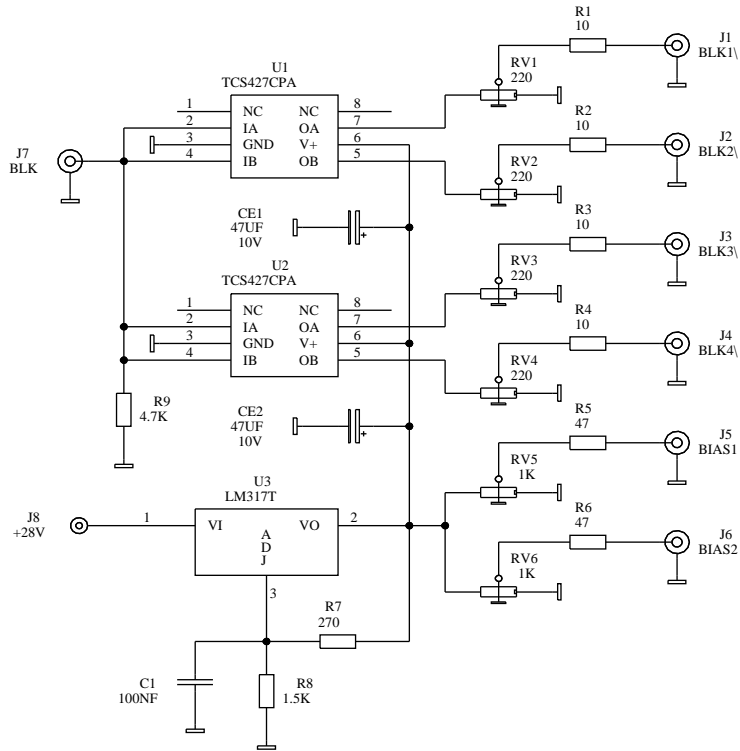 R1
10
J1
BLK1\
RV1
220
U1
TCS427CPA
1 NC NC 8
2 IA OA 7
3 GND V+ 6
4 IB OB 5
J7
BLK
R2
10
J2
BLK2\
RV2
220
CE1
47UF
10V
+
R3
10
J3
BLK3\
RV3
220
U2
TCS427CPA
1 NC NC 8
2 IA OA 7
3 GND V+ 6
4 IB OB 5
R4
10
J4
BLK4\
RV4
220
R9
4.7K
CE2
47UF
10V
+
R5
47
J5
BIAS1
RV5
1K
U3
LM317T
J8
+28V
1 VI VO 2
A
D
J
3
R6
47
J6
BIAS2
RV6
1K
R7
270
C1
100NF
R8
1.5K